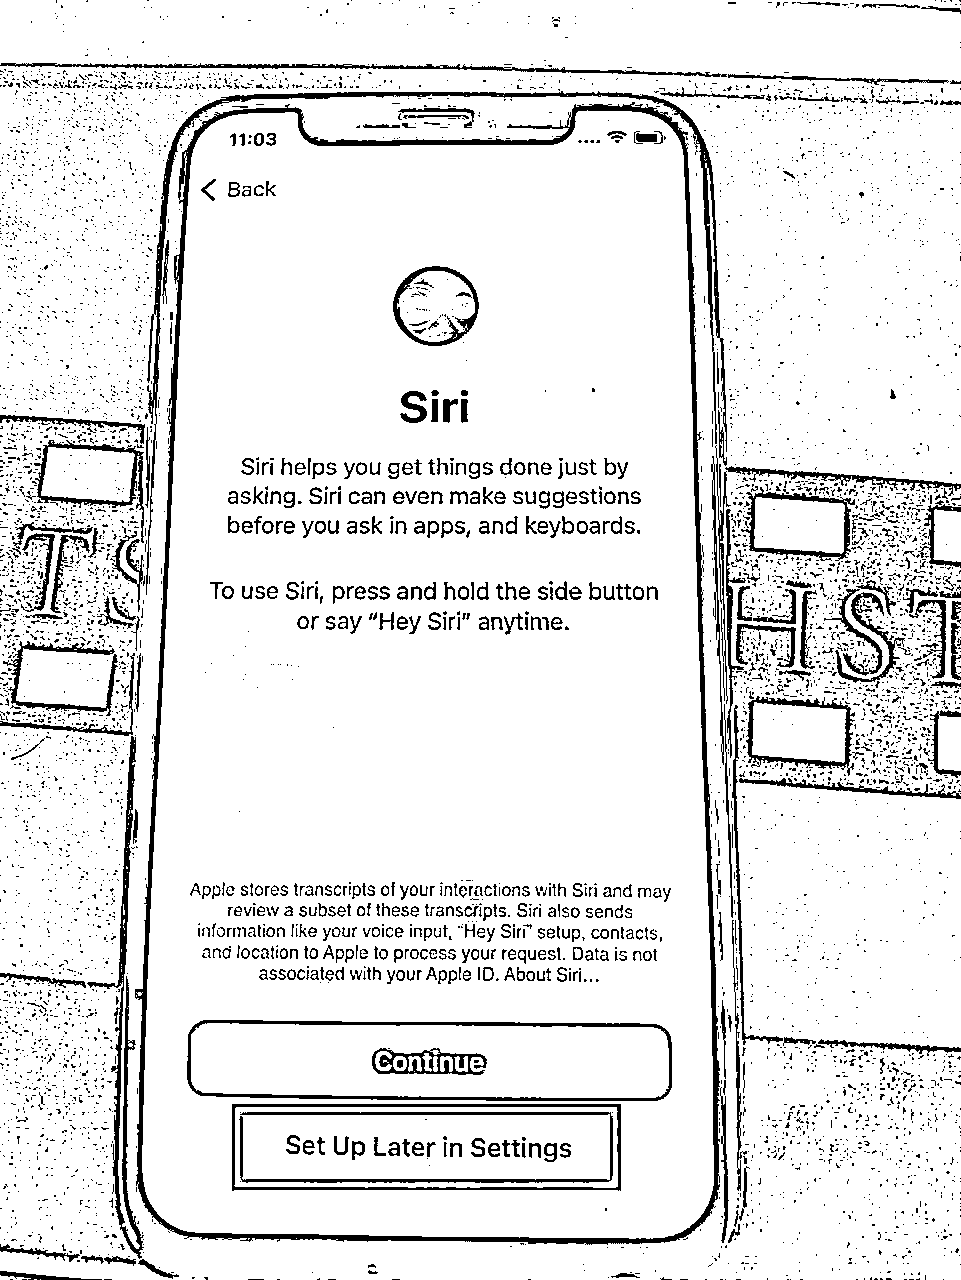 11:03
Back
Siri
Siri helps you get things done just by
asking. Siri can even make suggestions
before you ask in apps, and keyboards.
To use Siri, press and hold the side button
or say “Hey Siri” anytime.
TS
HST
Apple stores transcripts of your interactions with Siri and may
review a subset of these transcripts. Siri also sends
information like your voice input, “Hey Siri” setup, contacts,
and location to Apple to process your request. Data is not
associated with your Apple ID. About Siri...
Continue
Set Up Later in Settings